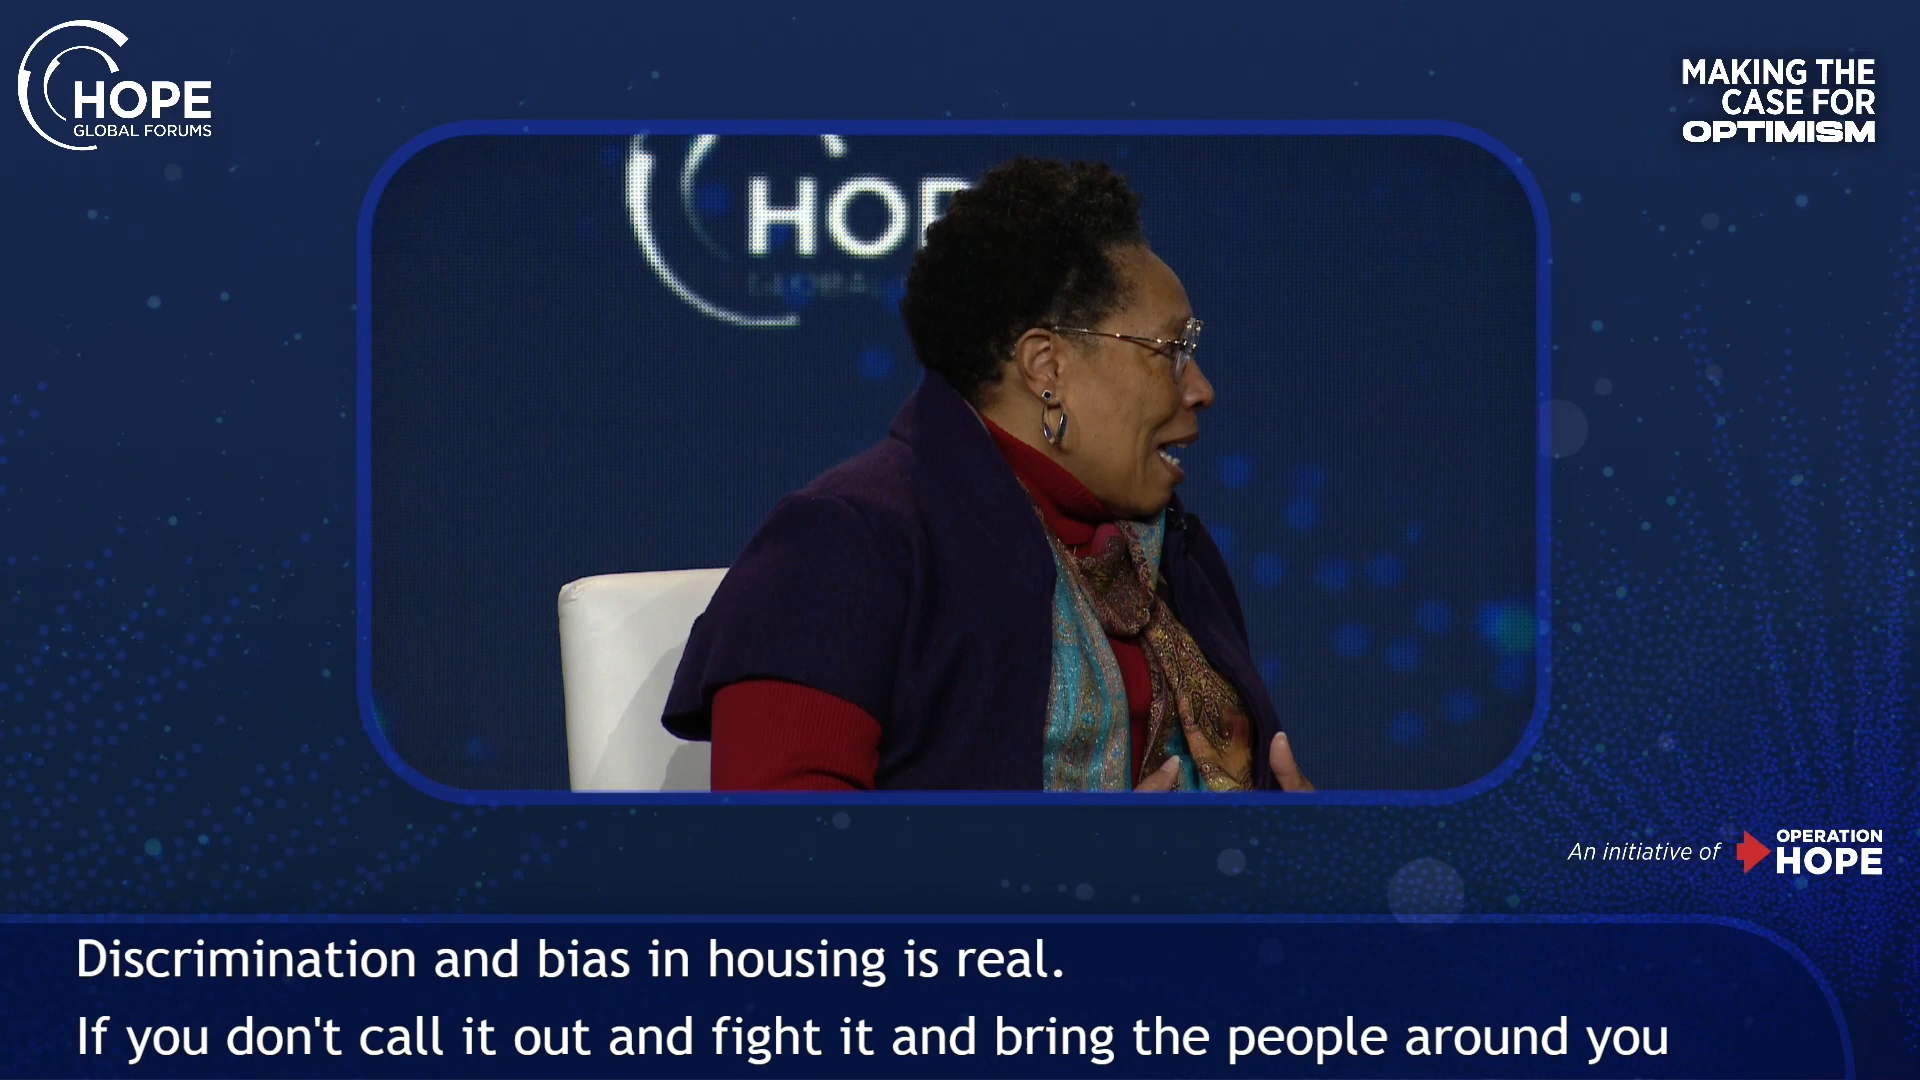 HOPE
GLOBAL FORUMS
MAKING THE
CASE FOR
OPTIMISM
HOP
GLOBAL
An initiative of
OPERATION
HOPE
Discrimination and bias in housing is real.
If you don't call it out and fight it and bring the people around you